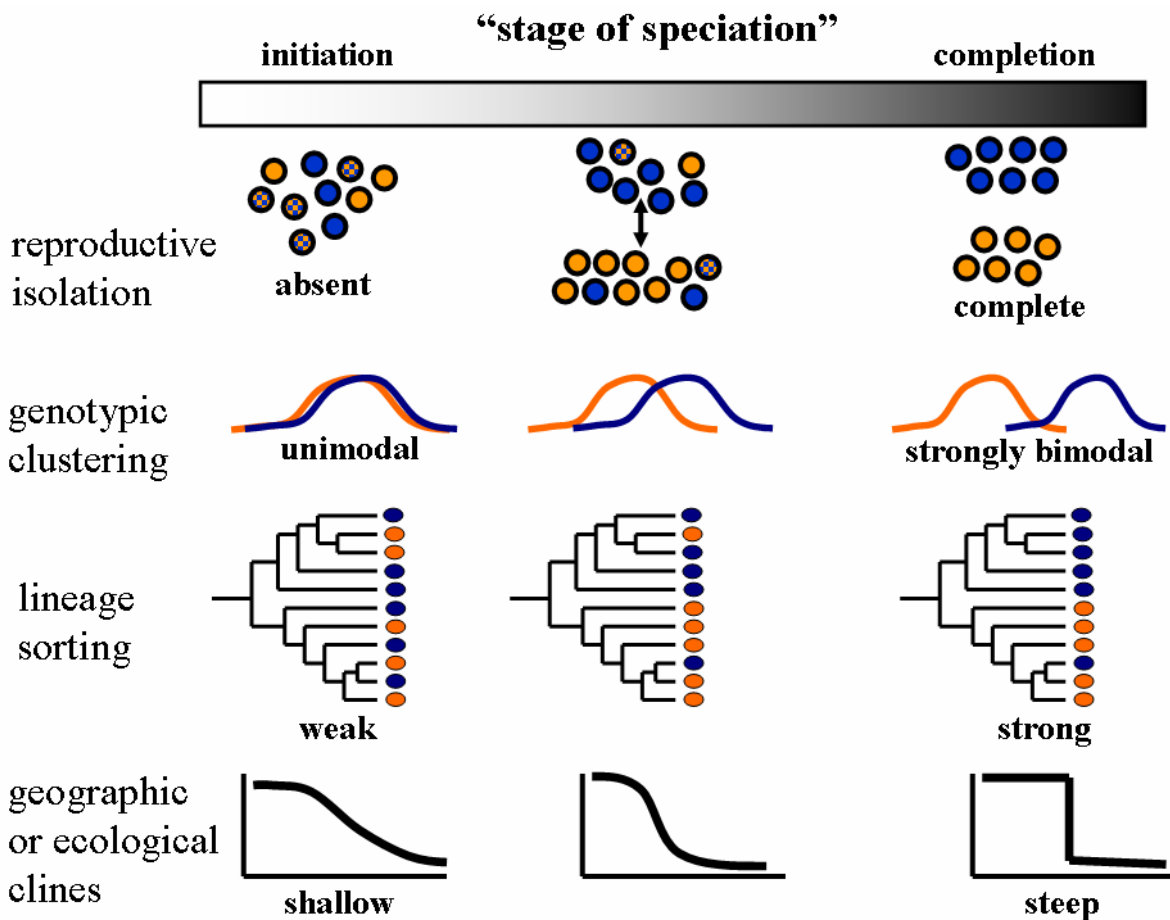 “stage of speciation”
initiation
completion
reproductive
isolation
absent
complete
genotypic
clustering
unimodal
strongly bimodal
lineage
sorting
weak
strong
geographic
or ecological
clines
shallow
steep